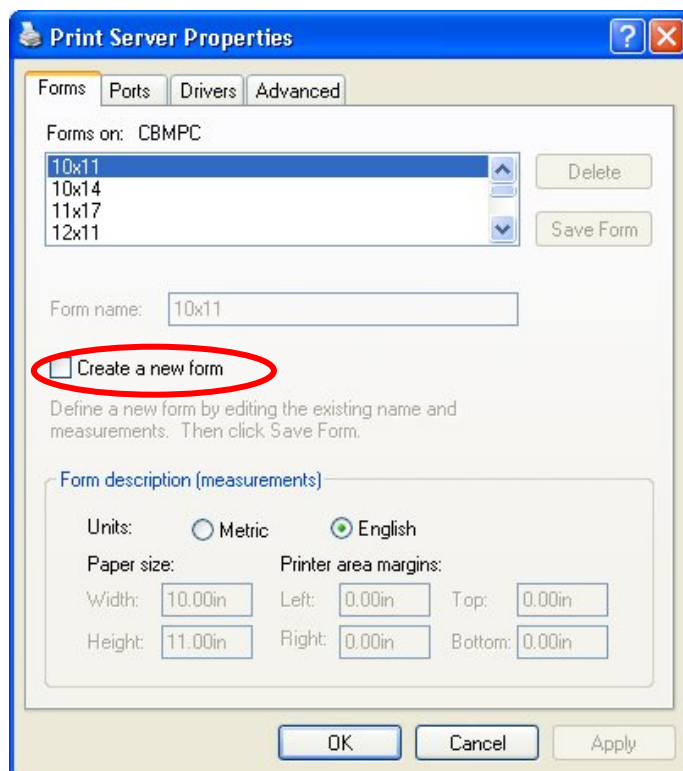 Print Server Properties
Forms Ports Drivers Advanced
Forms on: CBMPC
10x11
10x14
11x17
12x11
Delete
Save Form
Form name: 10x11
Create a new form
Define a new form by editing the existing name and
measurements. Then click Save Form.
Form description (measurements)
Units: Metric English
Paper size: Printer area margins:
Width: 10.00in Left: 0.00in Top: 0.00in
Height: 11.00in Right: 0.00in Bottom: 0.00in
OK Cancel Apply